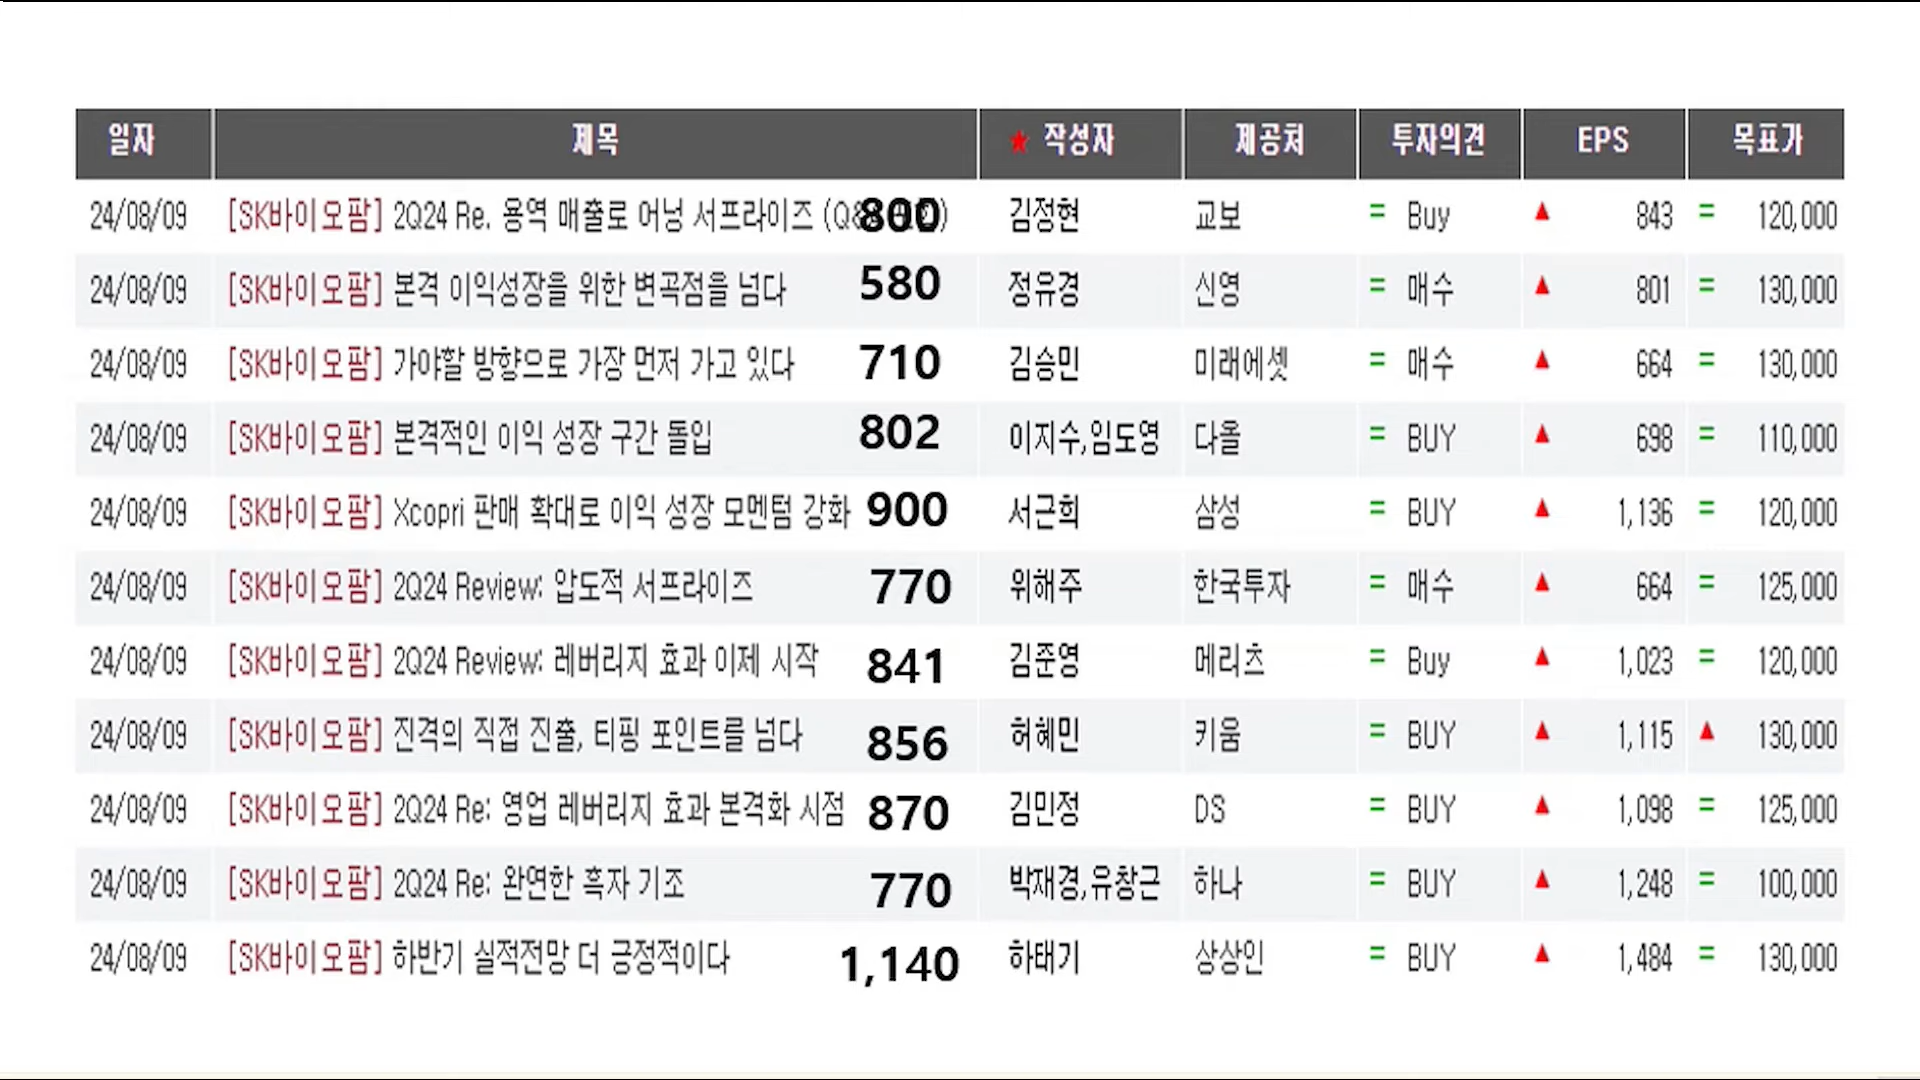 일자 제목 ★ 작성자 제공처 투자의견 EPS 목표가
24/08/09 [SK바이오팜] 2Q24 Re. 용역 매출로 어닝 서프라이즈 (Q& 800 ) 김정현 교보 = Buy ▲ 843 = 120,000
24/08/09 [SK바이오팜] 본격 이익성장을 위한 변곡점을 넘다 580 정유경 신영 = 매수 ▲ 801 = 130,000
24/08/09 [SK바이오팜] 가야할 방향으로 가장 먼저 가고 있다 710 김승민 미래에셋 = 매수 ▲ 664 = 130,000
24/08/09 [SK바이오팜] 본격적인 이익 성장 구간 돌입 802 이지수,임도영 다올 = BUY ▲ 698 = 110,000
24/08/09 [SK바이오팜] Xcopri 판매 확대로 이익 성장 모멘텀 강화 900 서근희 삼성 = BUY ▲ 1,136 = 120,000
24/08/09 [SK바이오팜] 2Q24 Review: 압도적 서프라이즈 770 위해주 한국투자 = 매수 ▲ 664 = 125,000
24/08/09 [SK바이오팜] 2Q24 Review: 레버리지 효과 이제 시작 841 김준영 메리츠 = Buy ▲ 1,023 = 120,000
24/08/09 [SK바이오팜] 진격의 직접 진출, 티핑 포인트를 넘다 856 허혜민 키움 = BUY ▲ 1,115 ▲ 130,000
24/08/09 [SK바이오팜] 2Q24 Re: 영업 레버리지 효과 본격화 시점 870 김민정 DS = BUY ▲ 1,098 = 125,000
24/08/09 [SK바이오팜] 2Q24 Re: 완연한 흑자 기조 770 박재경,유창근 하나 = BUY ▲ 1,248 = 100,000
24/08/09 [SK바이오팜] 하반기 실적전망 더 긍정적이다 1,140 하태기 상상인 = BUY ▲ 1,484 = 130,000